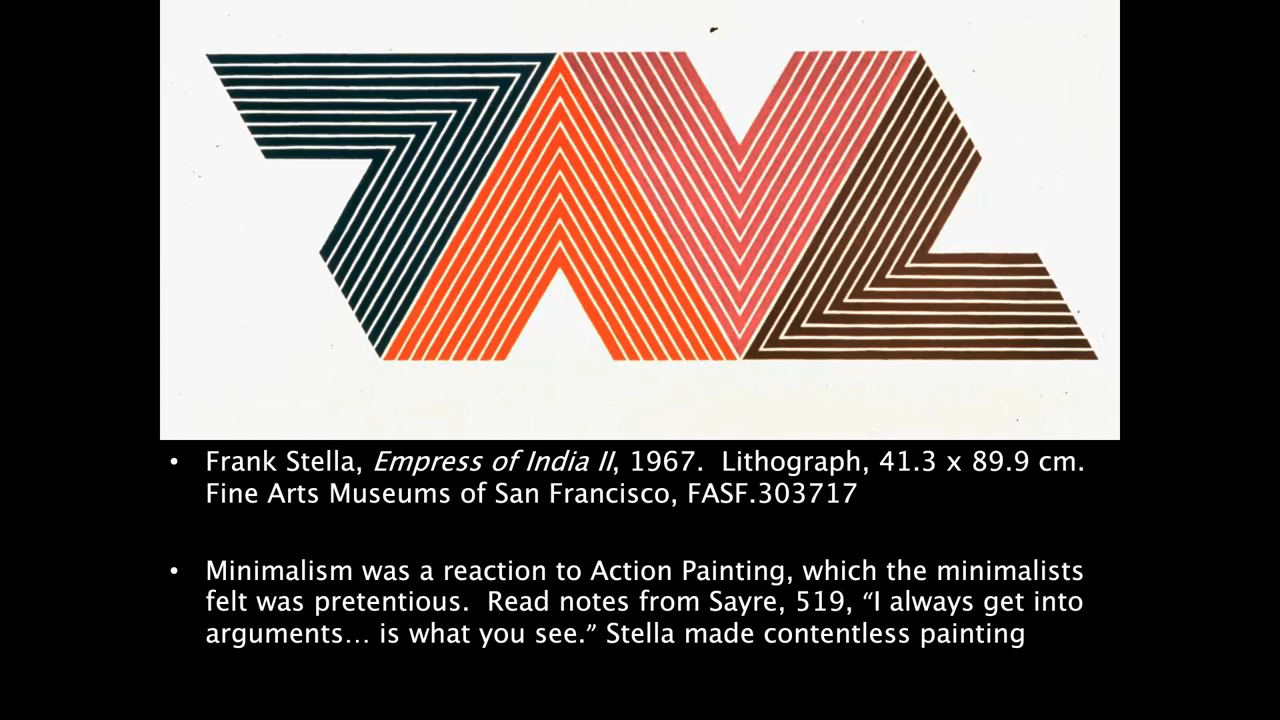 • Frank Stella, Empress of India II, 1967.  Lithograph, 41.3 x 89.9 cm.
Fine Arts Museums of San Francisco, FASF.303717
• Minimalism was a reaction to Action Painting, which the minimalists
felt was pretentious.  Read notes from Sayre, 519, “I always get into
arguments… is what you see.” Stella made contentless painting